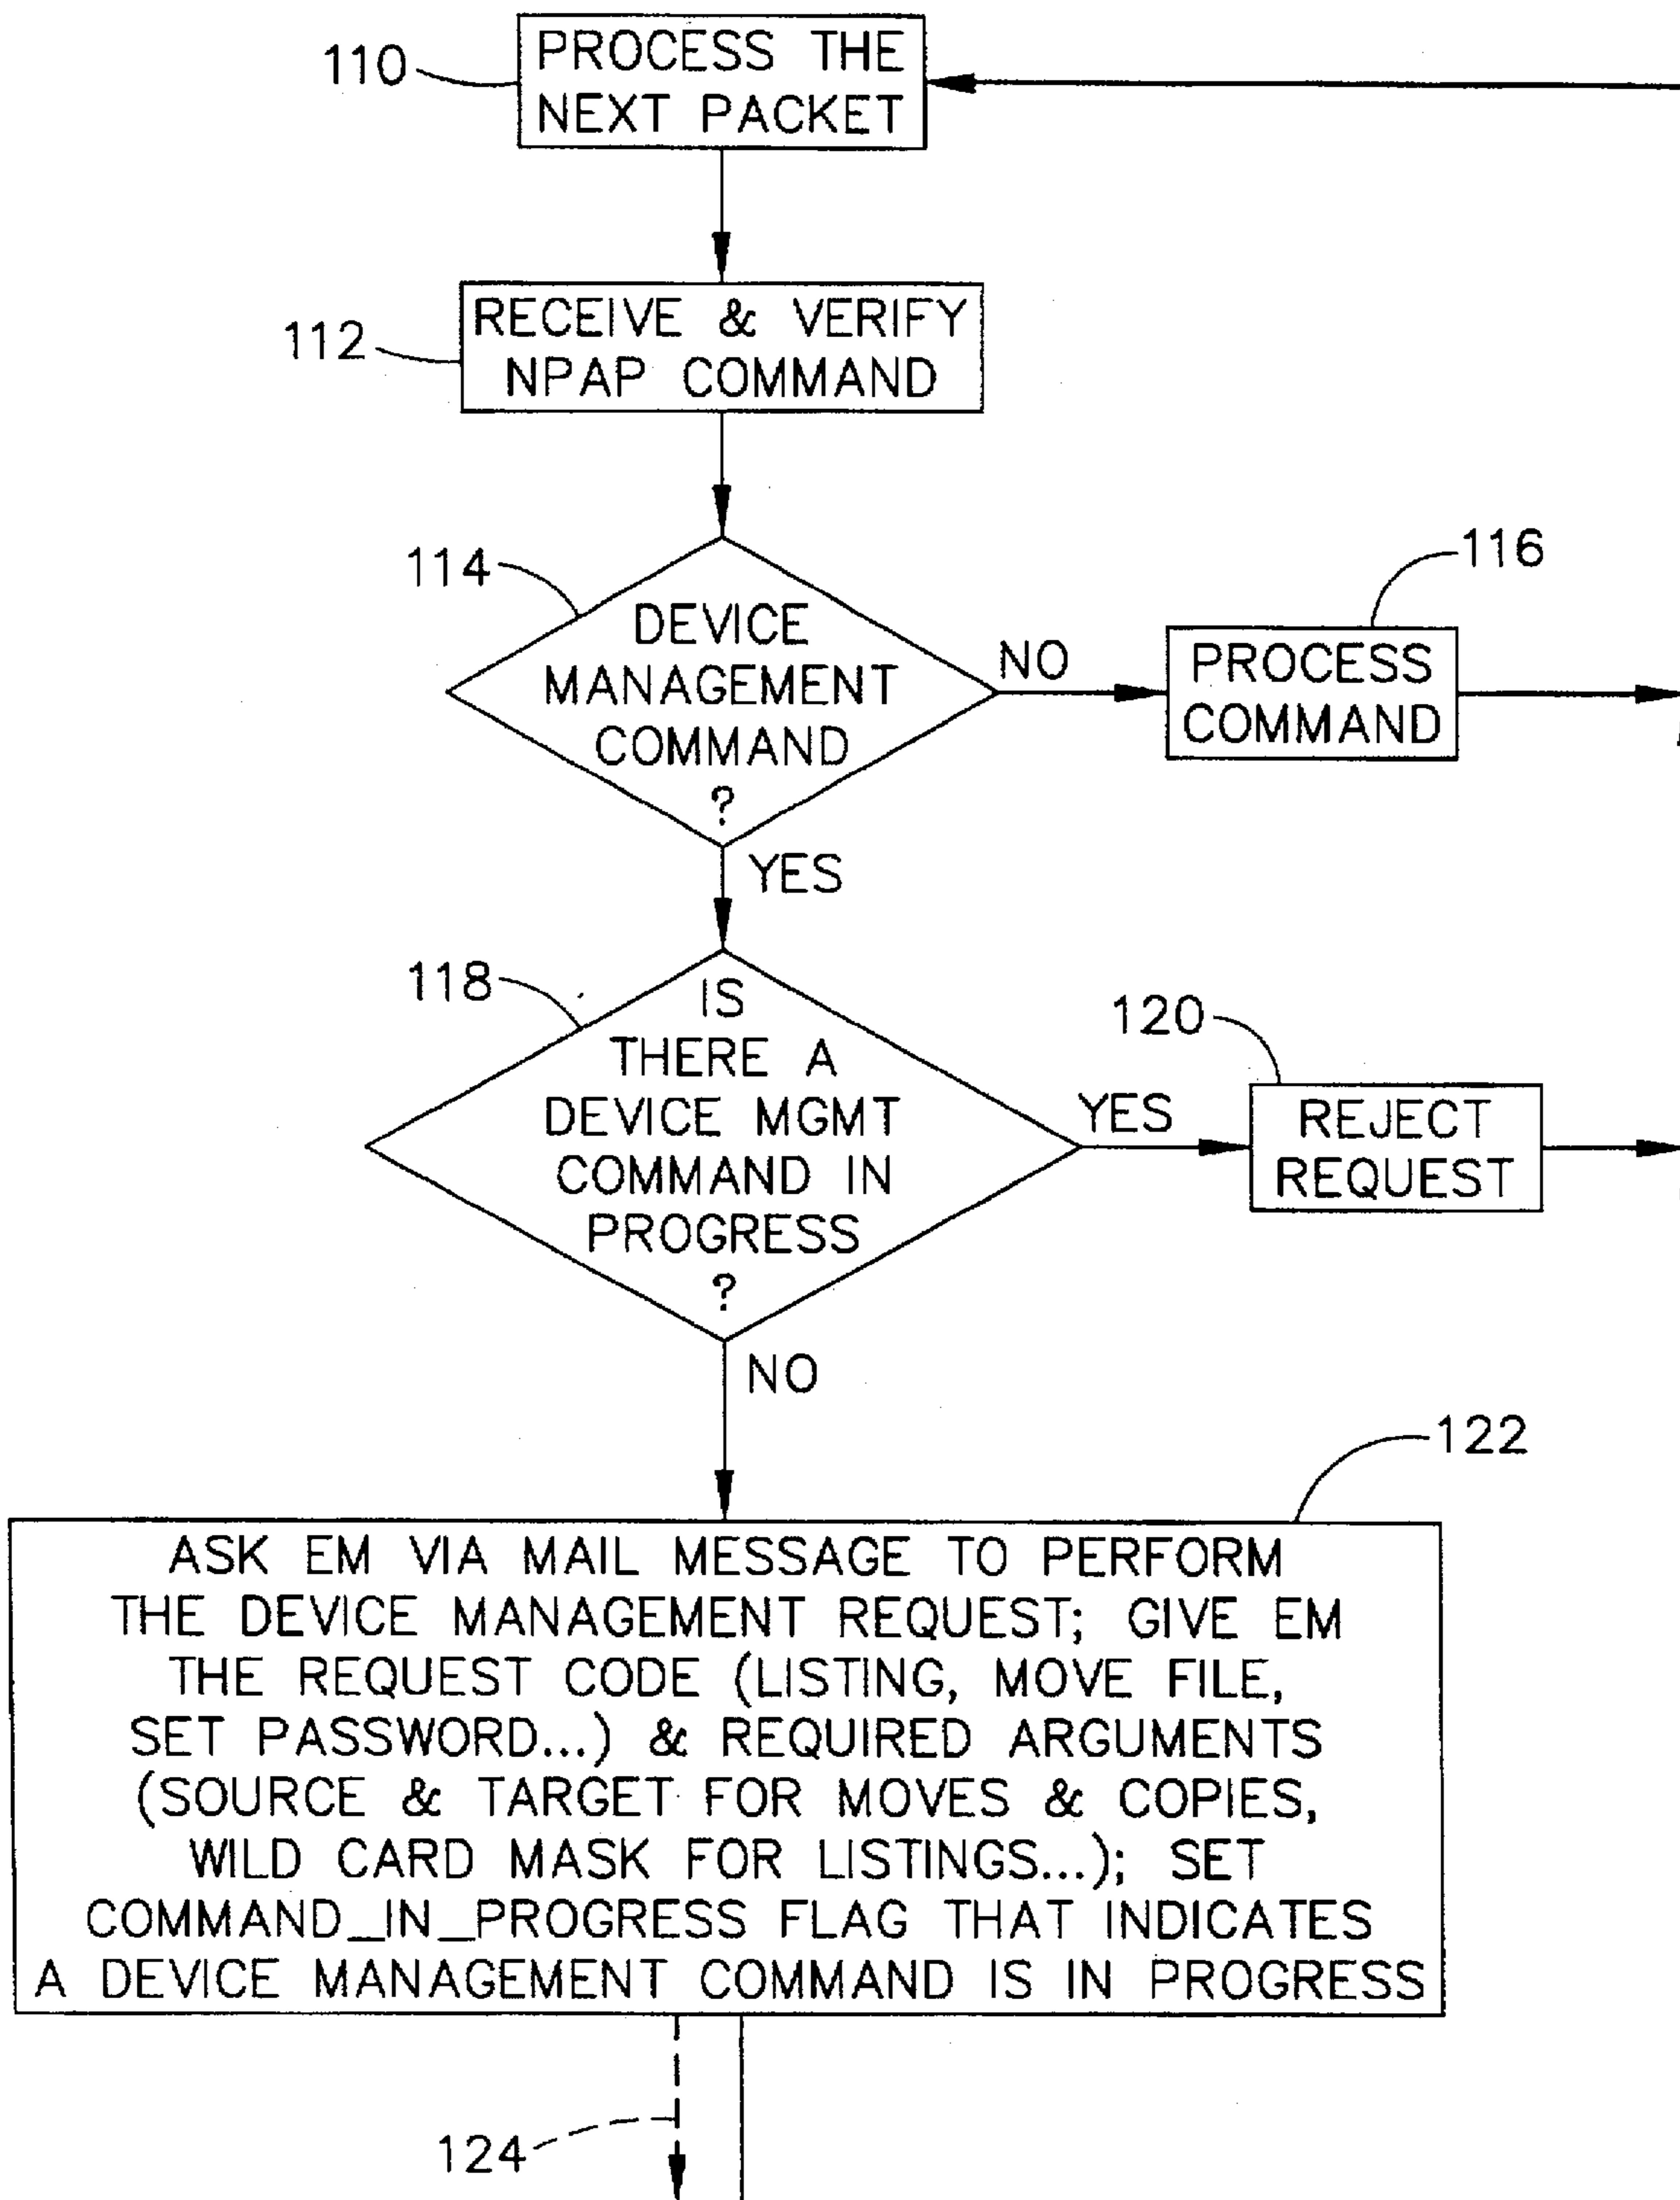 110
PROCESS THE
NEXT PACKET
112
RECEIVE & VERIFY
NPAP COMMAND
114
DEVICE
MANAGEMENT
COMMAND
?
NO
116
PROCESS
COMMAND
YES
118
IS
THERE A
DEVICE MGMT
COMMAND IN
PROGRESS
?
YES
120
REJECT
REQUEST
NO
122
ASK EM VIA MAIL MESSAGE TO PERFORM
THE DEVICE MANAGEMENT REQUEST; GIVE EM
THE REQUEST CODE (LISTING, MOVE FILE,
SET PASSWORD...) & REQUIRED ARGUMENTS
(SOURCE & TARGET FOR MOVES & COPIES,
WILD CARD MASK FOR LISTINGS...); SET
COMMAND_IN_PROGRESS FLAG THAT INDICATES
A DEVICE MANAGEMENT COMMAND IS IN PROGRESS
124